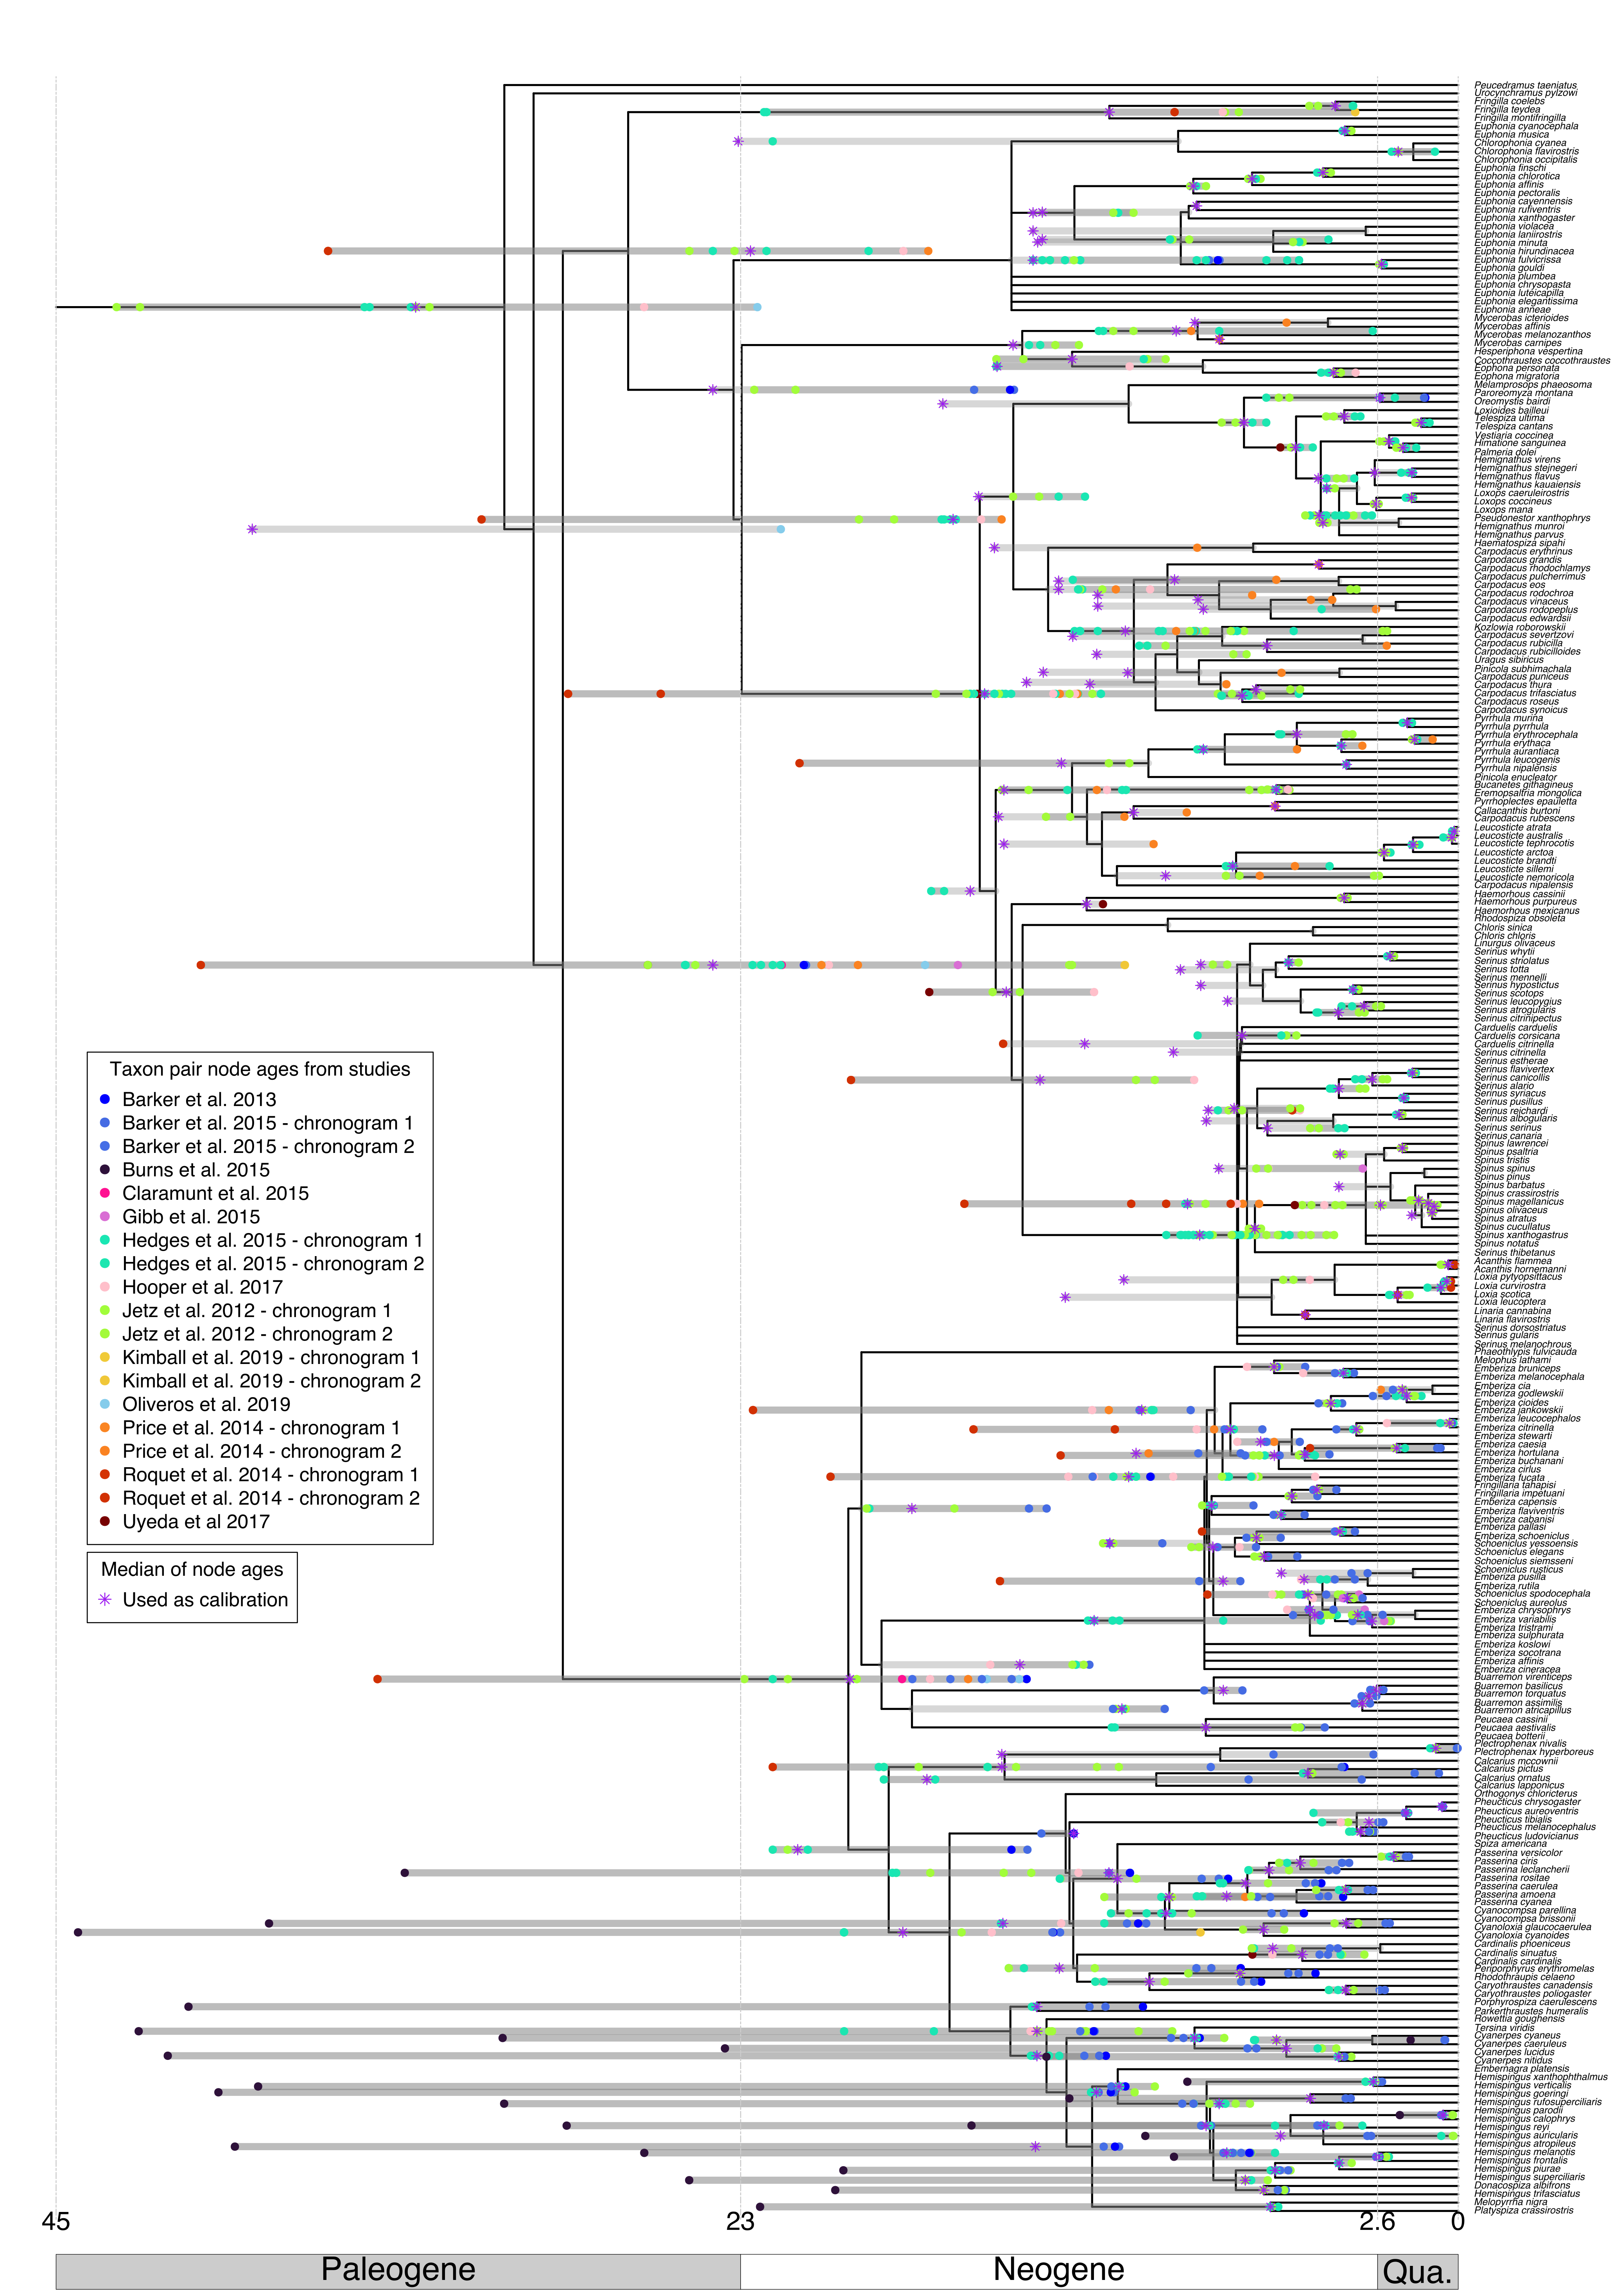 Peucedramus taeniatus
Urocynchramus pylzowi
Fringilla coelebs
Fringilla teydea
Fringilla montifringilla
Euphonia cyanocephala
Euphonia musica
Chlorophonia cyanea
Chlorophonia flavirostris
Chlorophonia occipitalis
Euphonia finschi
Euphonia chlorotica
Euphonia affinis
Euphonia pectoralis
Euphonia cayennensis
Euphonia rufiventris
Euphonia xanthogaster
Euphonia violacea
Euphonia laniirostris
Euphonia minuta
Euphonia hirundinacea
Euphonia fulvicrissa
Euphonia gouldi
Euphonia plumbea
Euphonia chrysopasta
Euphonia luteicapilla
Euphonia elegantissima
Euphonia anneae
Mycerobas icterioides
Mycerobas affinis
Mycerobas melanozanthos
Mycerobas carnipes
Hesperiphona vespertina
Coccothraustes coccothraustes
Eophona personata
Eophona migratoria
Melamprosops phaeosoma
Paroreomyza montana
Oreomystis bairdi
Loxioides bailleui
Telespiza ultima
Telespiza cantans
Vestiaria coccinea
Himatione sanguinea
Palmeria dolei
Hemignathus virens
Hemignathus stejnegeri
Hemignathus flavus
Hemignathus kauaiensis
Loxops caeruleirostris
Loxops coccineus
Loxops mana
Pseudonestor xanthophrys
Hemignathus munroi
Hemignathus parvus
Haematospiza sipahi
Carpodacus erythrinus
Carpodacus grandis
Carpodacus rhodochlamys
Carpodacus pulcherrimus
Carpodacus eos
Carpodacus rodochroa
Carpodacus vinaceus
Carpodacus rodopeplus
Carpodacus edwardsii
Kozlowia roborowskii
Carpodacus severtzovi
Carpodacus rubicilla
Carpodacus rubicilloides
Uragus sibiricus
Pinicola subhimachala
Carpodacus puniceus
Carpodacus thura
Carpodacus trifasciatus
Carpodacus roseus
Carpodacus synoicus
Pyrrhula murina
Pyrrhula pyrrhula
Pyrrhula erythrocephala
Pyrrhula erythaca
Pyrrhula aurantiaca
Pyrrhula leucogenis
Pyrrhula nipalensis
Pinicola enucleator
Bucanetes githagineus
Eremopsaltria mongolica
Pyrrhoplectes epauletta
Callacanthis burtoni
Carpodacus rubescens
Leucosticte atrata
Leucosticte australis
Leucosticte tephrocotis
Leucosticte arctoa
Leucosticte brandti
Leucosticte sillemi
Leucosticte nemoricola
Carpodacus nipalensis
Haemorhous cassinii
Haemorhous purpureus
Haemorhous mexicanus
Rhodospiza obsoleta
Chloris sinica
Chloris chloris
Linurgus olivaceus
Serinus whytii
Serinus striolatus
Serinus totta
Serinus mennelli
Serinus hypostictus
Serinus scotops
Serinus leucopygius
Serinus atrogularis
Serinus citrinipectus
Carduelis carduelis
Carduelis corsicana
Carduelis citrinella
Serinus citrinella
Serinus estherae
Serinus flavivertex
Serinus canicollis
Serinus alario
Serinus syriacus
Serinus pusillus
Serinus reichardi
Serinus albogularis
Serinus serinus
Serinus canaria
Spinus lawrencei
Spinus psaltria
Spinus tristis
Spinus spinus
Spinus pinus
Spinus barbatus
Spinus crassirostris
Spinus magellanicus
Spinus olivaceus
Spinus atratus
Spinus cucullatus
Spinus xanthogastrus
Spinus notatus
Serinus thibetanus
Acanthis flammea
Acanthis hornemanni
Loxia pytyopsittacus
Loxia curvirostra
Loxia scotica
Loxia leucoptera
Linaria cannabina
Linaria flavirostris
Serinus dorsostriatus
Serinus gularis
Serinus melanochrous
Phaeothlypis fulvicauda
Melophus lathami
Emberiza bruniceps
Emberiza melanocephala
Emberiza cia
Emberiza godlewskii
Emberiza cioides
Emberiza jankowskii
Emberiza leucocephalos
Emberiza citrinella
Emberiza stewarti
Emberiza caesia
Emberiza hortulana
Emberiza buchanani
Emberiza cirlus
Emberiza fucata
Fringillaria tahapisi
Fringillaria impetuani
Emberiza capensis
Emberiza flaviventris
Emberiza cabanisi
Emberiza pallasi
Emberiza schoeniclus
Schoeniclus yessoensis
Schoeniclus elegans
Schoeniclus siemsseni
Schoeniclus rusticus
Emberiza pusilla
Emberiza rutila
Schoeniclus spodocephala
Schoeniclus aureolus
Emberiza chrysophrys
Emberiza variabilis
Emberiza tristrami
Emberiza sulphurata
Emberiza koslowi
Emberiza socotrana
Emberiza affinis
Emberiza cineracea
Buarremon virenticeps
Buarremon basilicus
Buarremon torquatus
Buarremon assimilis
Buarremon atricapillus
Peucaea cassinii
Peucaea aestivalis
Peucaea botterii
Plectrophenax nivalis
Plectrophenax hyperboreus
Calcarius mccownii
Calcarius pictus
Calcarius ornatus
Calcarius lapponicus
Orthogonys chloricterus
Pheucticus chrysogaster
Pheucticus aureoventris
Pheucticus tibialis
Pheucticus melanocephalus
Pheucticus ludovicianus
Spiza americana
Passerina versicolor
Passerina ciris
Passerina leclancherii
Passerina rositae
Passerina caerulea
Passerina amoena
Passerina cyanea
Cyanocompsa parellina
Cyanocompsa brissonii
Cyanoloxia glaucocaerulea
Cyanoloxia cyanoides
Cardinalis phoeniceus
Cardinalis sinuatus
Cardinalis cardinalis
Periporphyrus erythromelas
Rhodothraupis celaeno
Caryothraustes canadensis
Caryothraustes poliogaster
Porphyrospiza caerulescens
Parkerthraustes humeralis
Rowettia goughensis
Tersina viridis
Cyanerpes cyaneus
Cyanerpes caeruleus
Cyanerpes lucidus
Cyanerpes nitidus
Embernagra platensis
Hemispingus xanthophthalmus
Hemispingus verticalis
Hemispingus goeringi
Hemispingus rufosuperciliaris
Hemispingus parodii
Hemispingus calophrys
Hemispingus reyi
Hemispingus auricularis
Hemispingus atropileus
Hemispingus melanotis
Hemispingus frontalis
Hemispingus piurae
Hemispingus superciliaris
Donacospiza albifrons
Hemispingus trifasciatus
Melopyrrha nigra
Platyspiza crassirostris
Taxon pair node ages from studies
Barker et al. 2013
Barker et al. 2015 - chronogram 1
Barker et al. 2015 - chronogram 2
Burns et al. 2015
Claramunt et al. 2015
Gibb et al. 2015
Hedges et al. 2015 - chronogram 1
Hedges et al. 2015 - chronogram 2
Hooper et al. 2017
Jetz et al. 2012 - chronogram 1
Jetz et al. 2012 - chronogram 2
Kimball et al. 2019 - chronogram 1
Kimball et al. 2019 - chronogram 2
Oliveros et al. 2019
Price et al. 2014 - chronogram 1
Price et al. 2014 - chronogram 2
Roquet et al. 2014 - chronogram 1
Roquet et al. 2014 - chronogram 2
Uyeda et al 2017
Median of node ages
Used as calibration
45 23 2.6 0
Paleogene Neogene Qua.